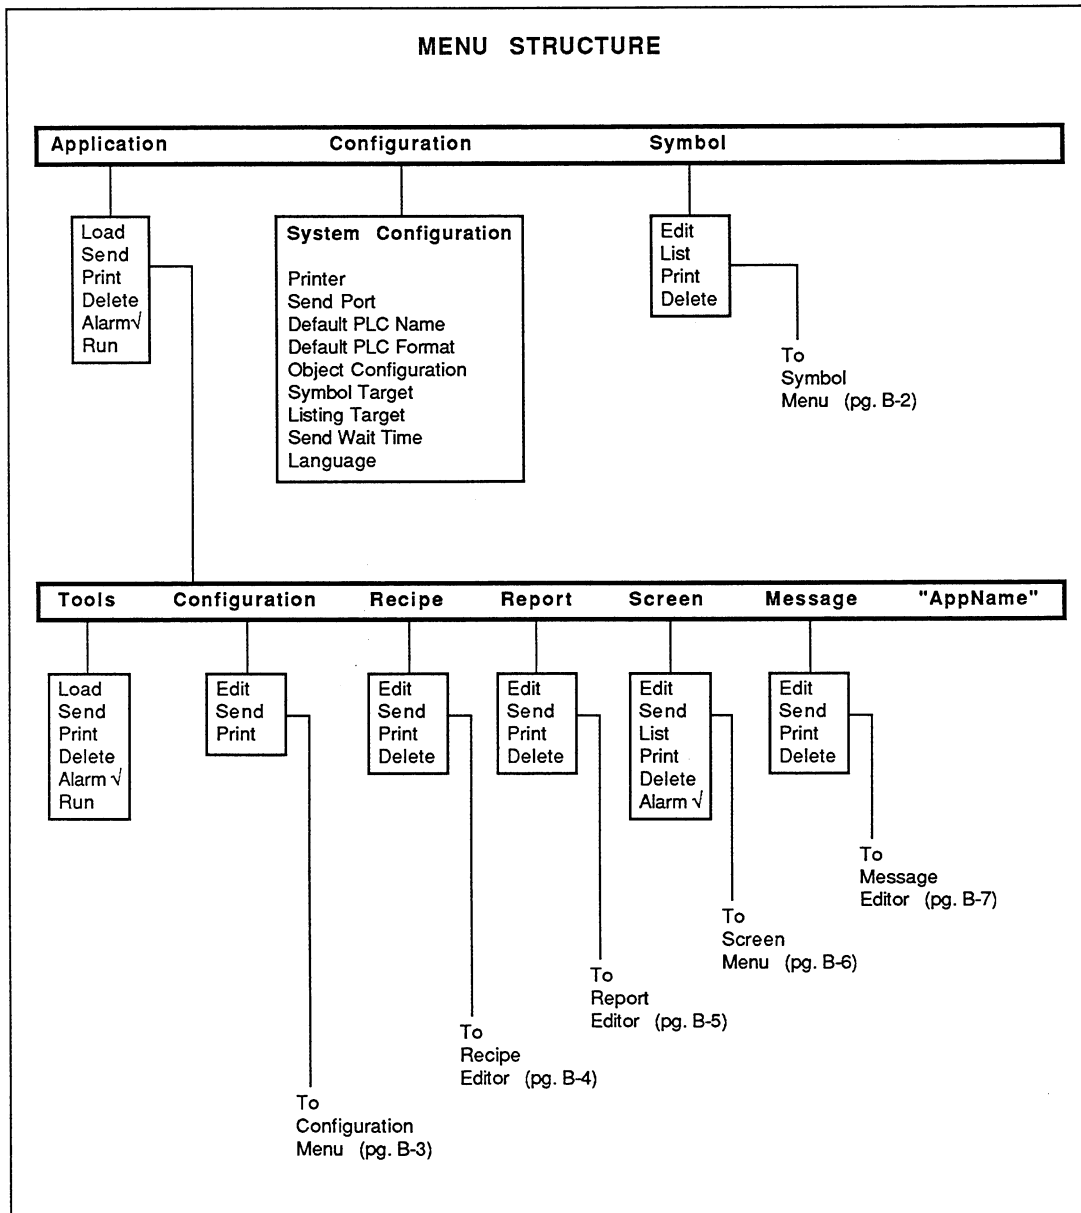 MENU STRUCTURE
Application Configuration Symbol
Load
Send
Print
Delete
Alarm√
Run
System Configuration
Printer
Send Port
Default PLC Name
Default PLC Format
Object Configuration
Symbol Target
Listing Target
Send Wait Time
Language
Edit
List
Print
Delete
To
Symbol
Menu (pg. B-2)
Tools Configuration Recipe Report Screen Message "AppName"
Load
Send
Print
Delete
Alarm √
Run
Edit
Send
Print
Edit
Send
Print
Delete
Edit
Send
Print
Delete
Edit
Send
List
Print
Delete
Alarm √
Edit
Send
Print
Delete
To
Message
Editor (pg. B-7)
To
Screen
Menu (pg. B-6)
To
Report
Editor (pg. B-5)
To
Recipe
Editor (pg. B-4)
To
Configuration
Menu (pg. B-3)